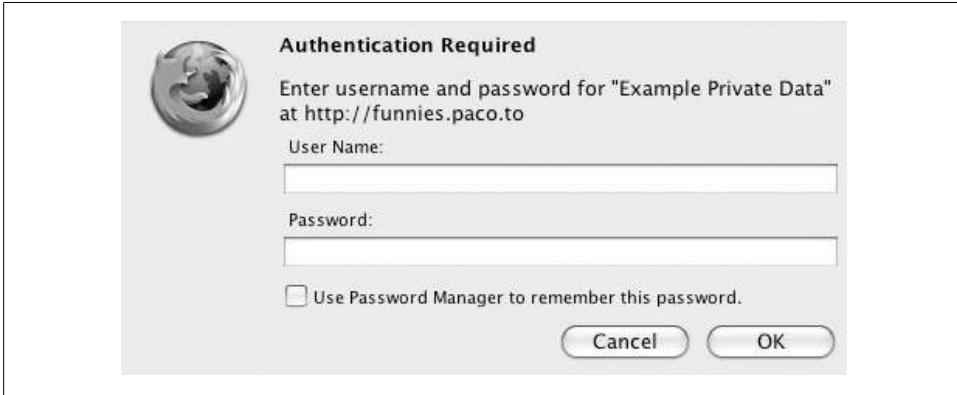 Authentication Required
Enter username and password for "Example Private Data"
at http://funnies.paco.to
User Name:
Password:
Use Password Manager to remember this password.
Cancel
OK